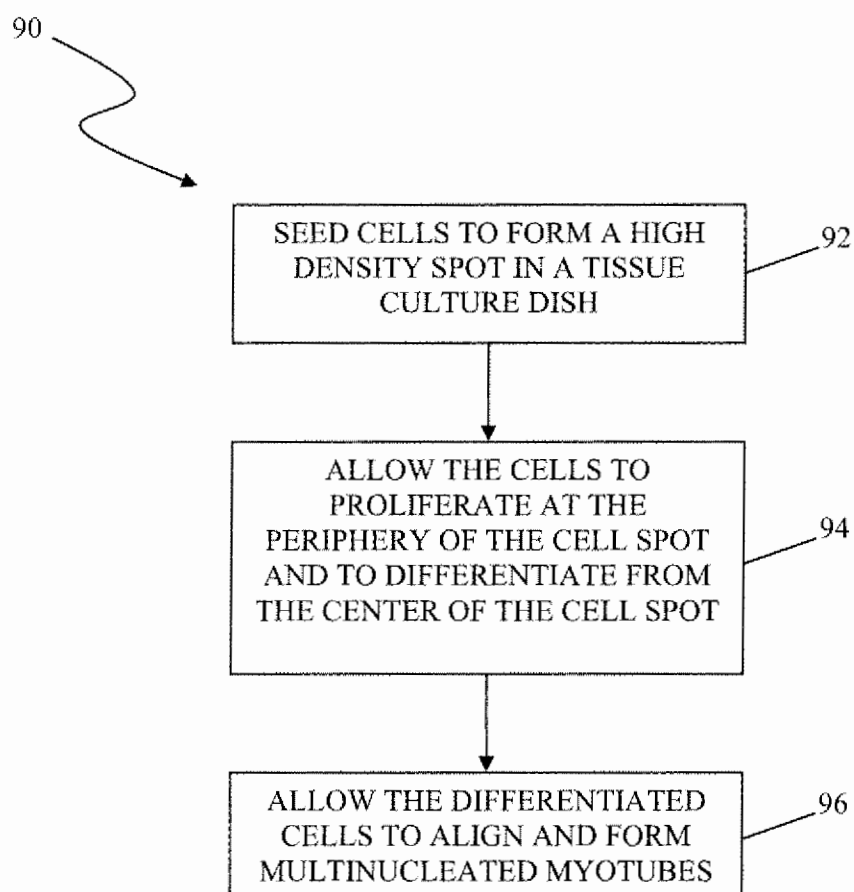 90
SEED CELLS TO FORM A HIGH
DENSITY SPOT IN A TISSUE
CULTURE DISH
92
ALLOW THE CELLS TO
PROLIFERATE AT THE
PERIPHERY OF THE CELL SPOT
AND TO DIFFERENTIATE FROM
THE CENTER OF THE CELL SPOT
94
ALLOW THE DIFFERENTIATED
CELLS TO ALIGN AND FORM
MULTINUCLEATED MYOTUBES
96